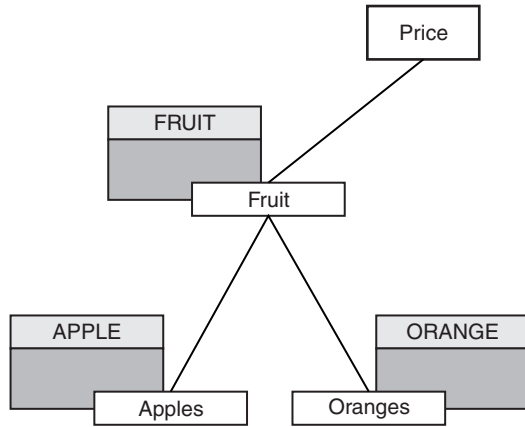 Price
FRUIT
Fruit
APPLE
ORANGE
Apples
Oranges